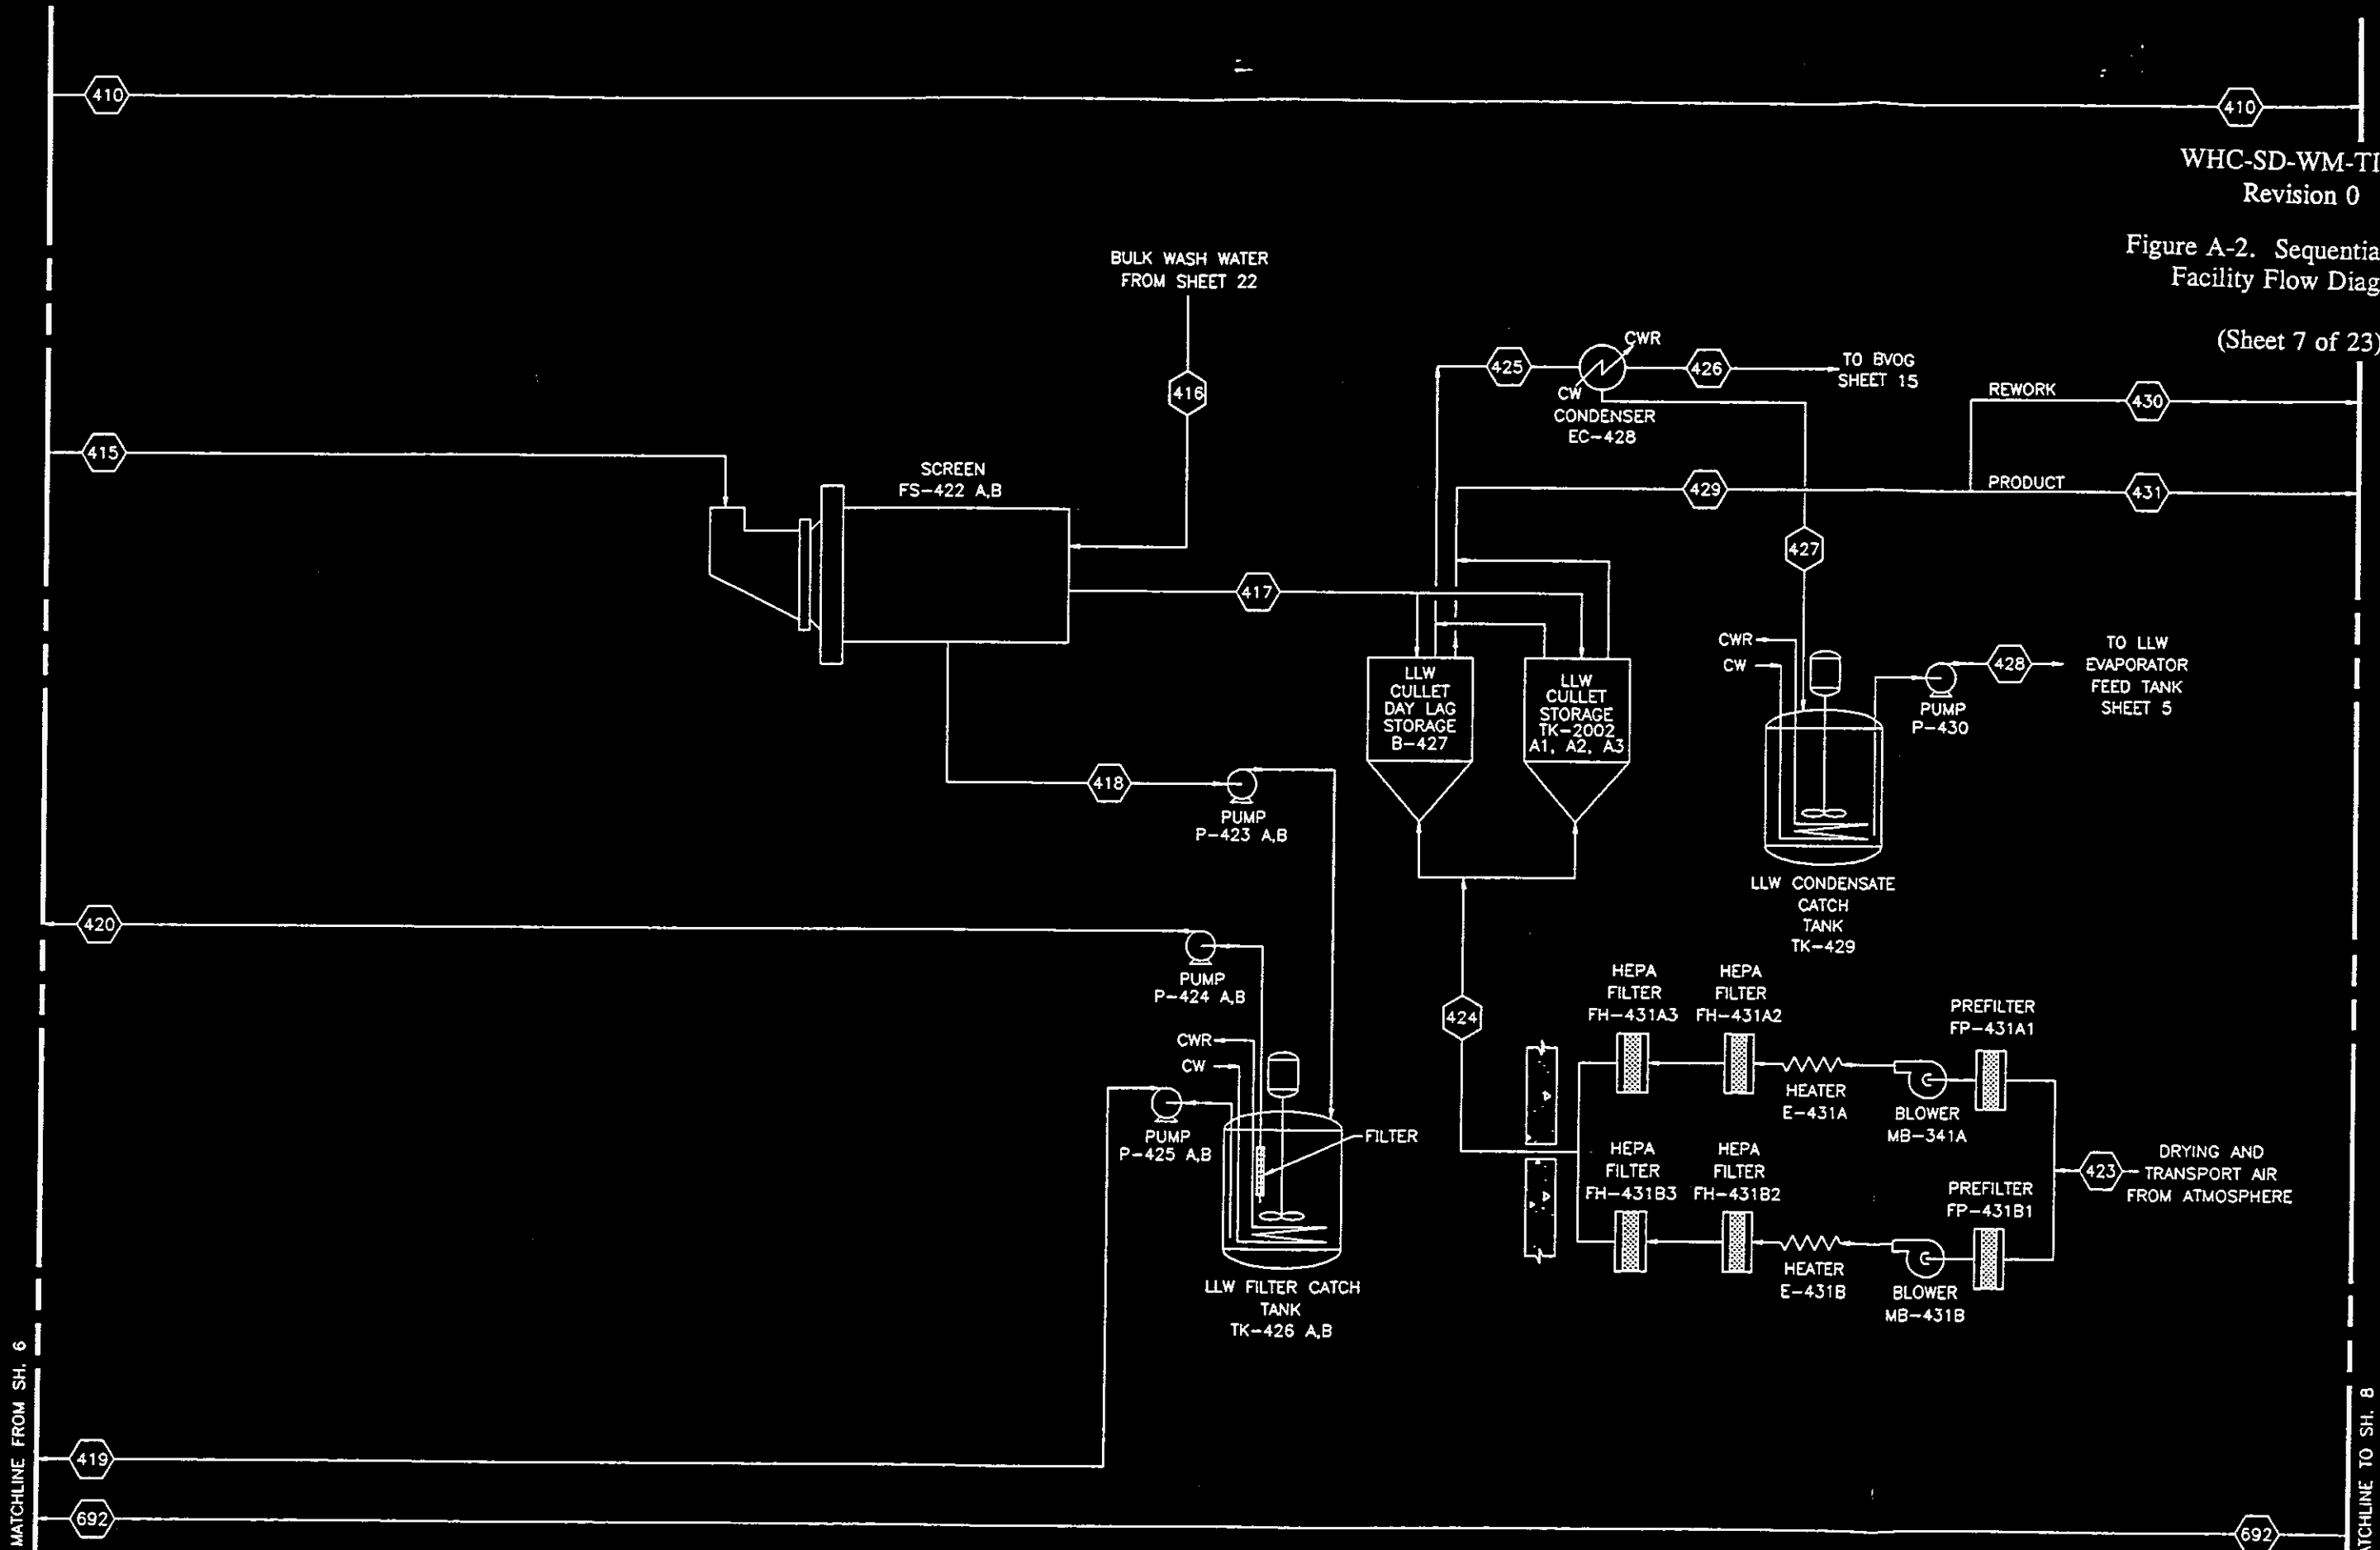 410
410
WHC-SD-WM-TI
Revision 0
Figure A-2. Sequentia
Facility Flow Diag
(Sheet 7 of 23)
BULK WASH WATER
FROM SHEET 22
416
415
SCREEN
FS-422 A,B
425
CWR
CW
CONDENSER
EC-428
426
TO BVOG
SHEET 15
REWORK
430
429
PRODUCT
431
427
417
LLW
CULLET
DAY LAG
STORAGE
B-427
LLW
CULLET
STORAGE
TK-2002
A1, A2, A3
CWR
CW
PUMP
P-430
428
TO LLW
EVAPORATOR
FEED TANK
SHEET 5
418
PUMP
P-423 A,B
LLW CONDENSATE
CATCH
TANK
TK-429
420
PUMP
P-424 A,B
424
HEPA
FILTER
FH-431A3
HEPA
FILTER
FH-431A2
PREFILTER
FP-431A1
HEATER
E-431A
BLOWER
MB-341A
CWR
CW
PUMP
P-425 A,B
FILTER
HEPA
FILTER
FH-431B3
HEPA
FILTER
FH-431B2
PREFILTER
FP-431B1
423
DRYING AND
TRANSPORT AIR
FROM ATMOSPHERE
HEATER
E-431B
BLOWER
MB-431B
LLW FILTER CATCH
TANK
TK-426 A,B
419
692
692
MATCHLINE FROM SH. 6
TCHLINE TO SH. 8